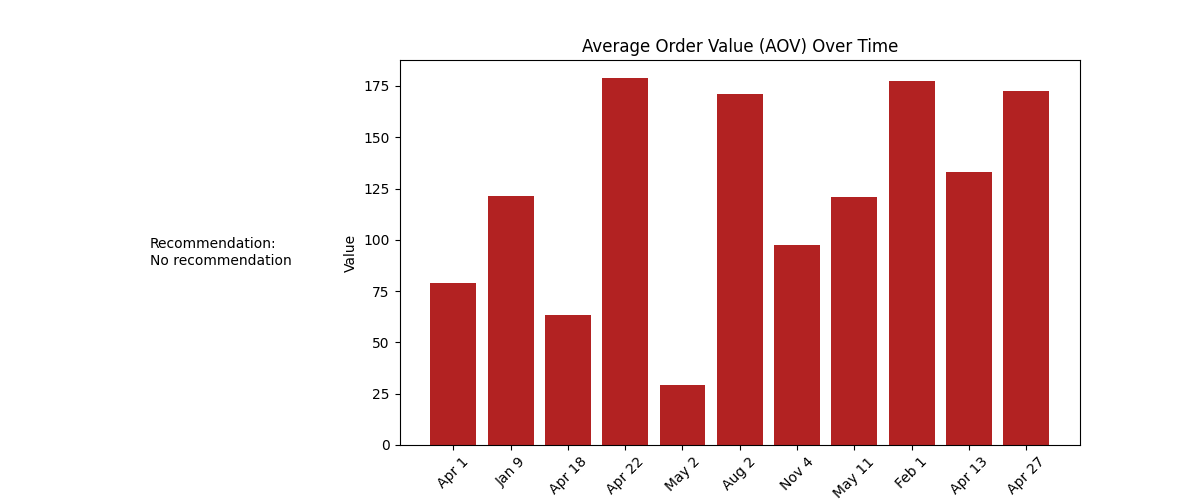 Average Order Value (AOV) Over Time
Recommendation:
No recommendation
Value
175
150
125
100
75
50
25
0
Apr 1
Jan 9
Apr 18
Apr 22
May 2
Aug 2
Nov 4
May 11
Feb 1
Apr 13
Apr 27